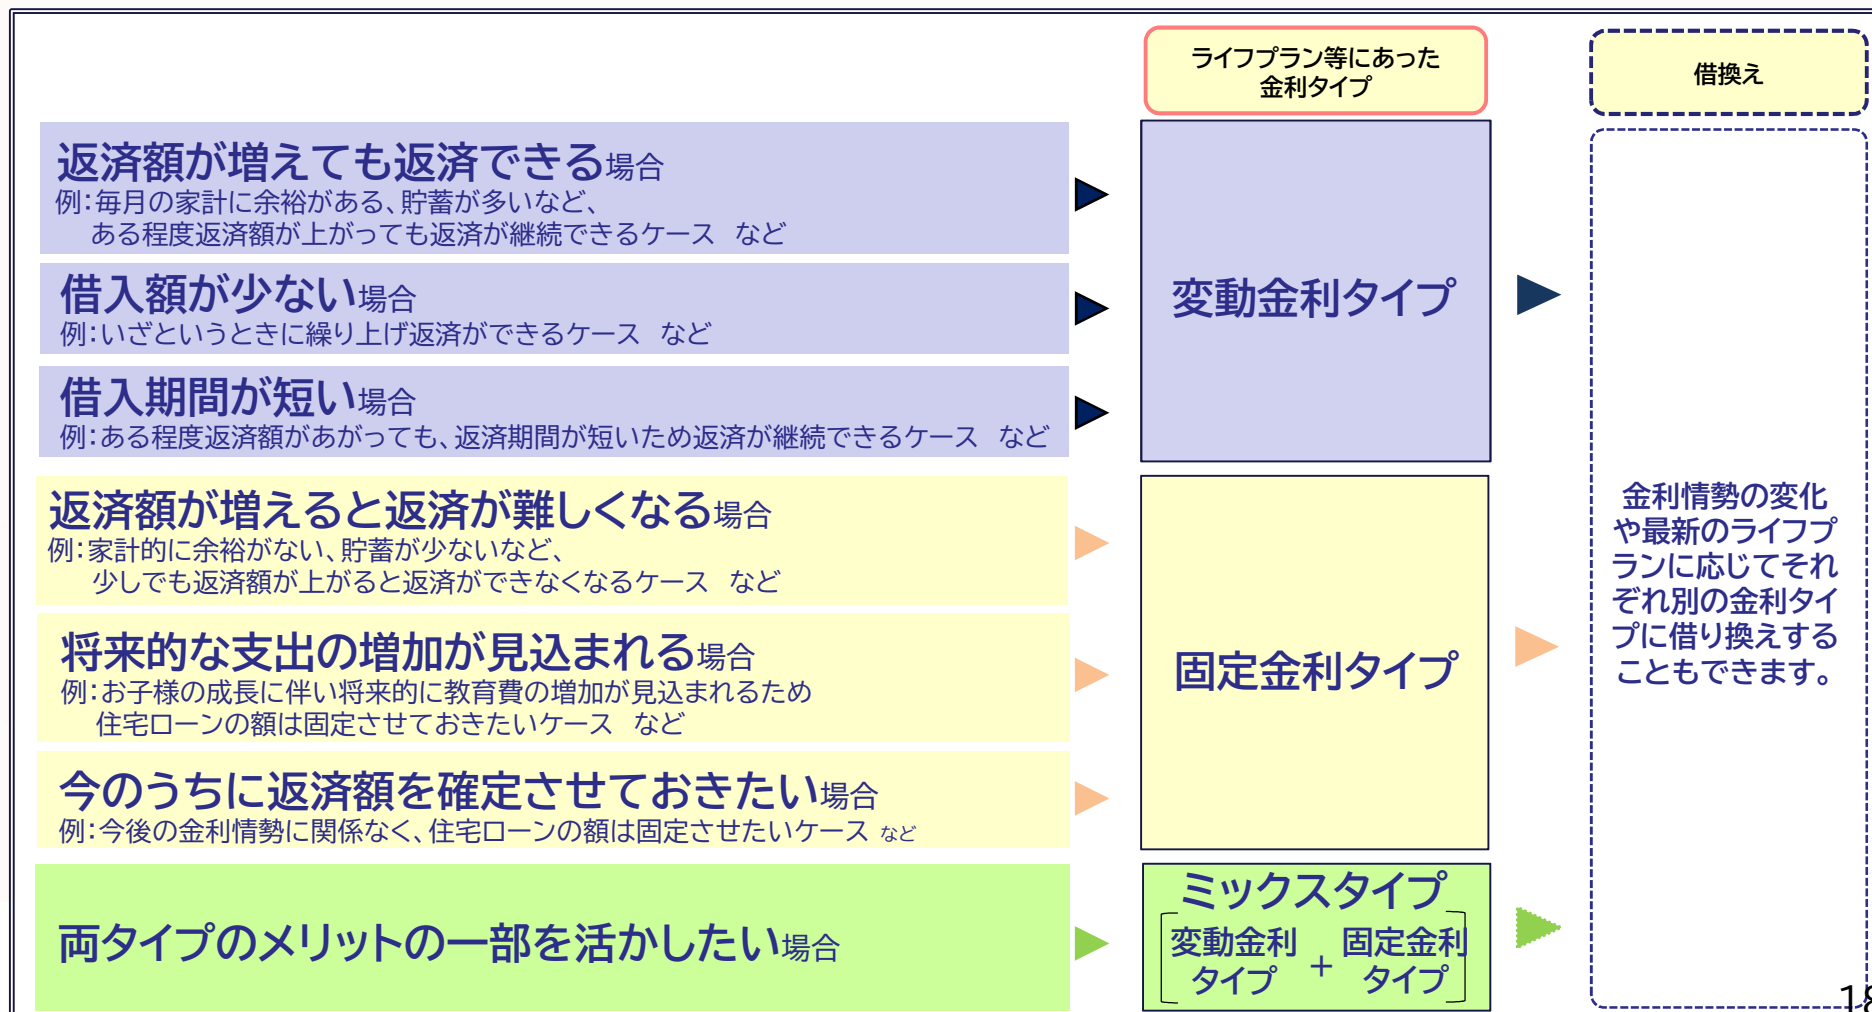 ライフプラン等にあった
金利タイプ
借換え
返済額が増えても返済できる場合
例：毎月の家計に余裕がある、貯蓄が多いなど、
ある程度返済額が上がっても返済が継続できるケース　など
借入額が少ない場合
例：いざというときに繰り上げ返済ができるケース　など
借入期間が短い場合
例：ある程度返済額があがっても、返済期間が短いため返済が継続できるケース　など
変動金利タイプ
返済額が増えると返済が難しくなる場合
例：家計的に余裕がない、貯蓄が少ないなど、
少しでも返済額が上がると返済ができなくなるケース　など
将来的な支出の増加が見込まれる場合
例：お子様の成長に伴い将来的に教育費の増加が見込まれるため
住宅ローンの額は固定させておきたいケース　など
今のうちに返済額を確定させておきたい場合
例：今後の金利情勢に関係なく、住宅ローンの額は固定させたいケース　など
固定金利タイプ
両タイプのメリットの一部を活かしたい場合
ミックスタイプ
変動金利 固定金利
タイプ + タイプ
金利情勢の変化
や最新のライフプ
ランに応じてそれ
ぞれ別の金利タイ
プに借り換えする
こともできます。